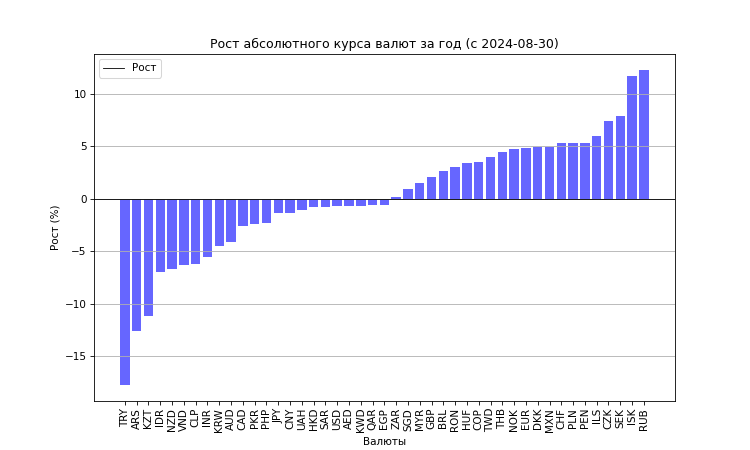 Рост абсолютного курса валют за год (с 2024-08-30)
Рост
10
5
0
−5
−10
−15
Рост (%)
TRY ARS KZT IDR NZD VND CLP INR KRW AUD CAD PKR PHP JPY CNY UAH HKD SAR USD AED KWD QAR EGP ZAR SGD MYR GBP BRL RON HUF COP TWD THB NOK EUR DKK MXN CHF PLN PEN ILS CZK SEK ISK RUB
Валюты